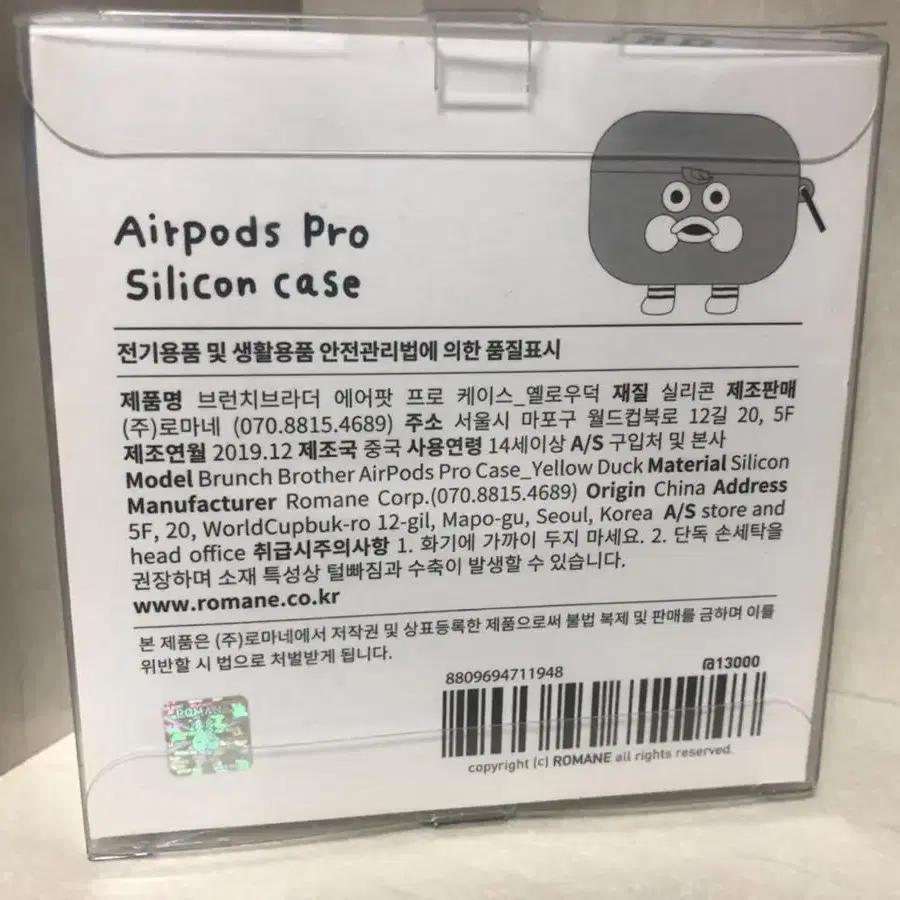 Airpods Pro
Silicon case
전기용품 및 생활용품 안전관리법에 의한 품질표시
제품명 브런치브라더 에어팟 프로 케이스_옐로우덕 재질 실리콘 제조판매
(주)로마네 (070.8815.4689) 주소 서울시 마포구 월드컵북로 12길 20, 5F
제조연월 2019.12 제조국 중국 사용연령 14세이상 A/S 구입처 및 본사
Model Brunch Brother AirPods Pro Case_Yellow Duck Material Silicon
Manufacturer Romane Corp.(070.8815.4689) Origin China Address
5F, 20, WorldCupbuk-ro 12-gil, Mapo-gu, Seoul, Korea A/S store and
head office 취급시주의사항 1. 화기에 가까이 두지 마세요. 2. 단독 손세탁을
권장하며 소재 특성상 털빠짐과 수축이 발생할 수 있습니다.
www.romane.co.kr
본 제품은 (주)로마네에서 저작권 및 상표등록한 제품으로써 불법 복제 및 판매를 금하며 이를
위반할 시 법으로 처벌받게 됩니다.
8809694711948
@13000
ROMANE
copyright (c) ROMANE all rights reserved.